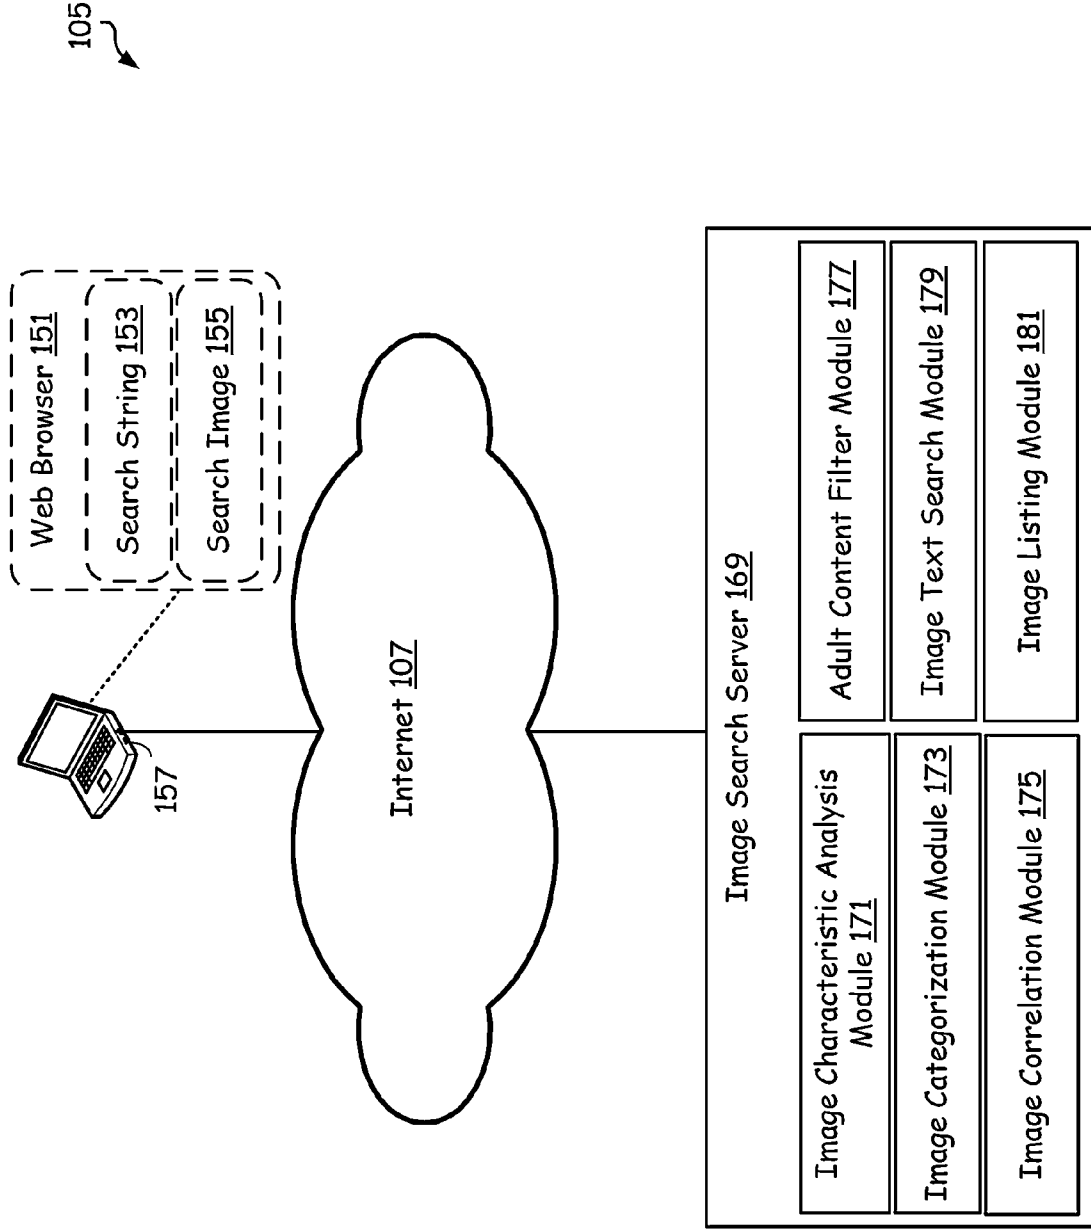 105
Web Browser 151
Search String 153
Search Image 155
157
Internet 107
Image Search Server 169
Image Characteristic Analysis
Module 171
Image Categorization Module 173
Image Correlation Module 175
Adult Content Filter Module 177
Image Text Search Module 179
Image Listing Module 181